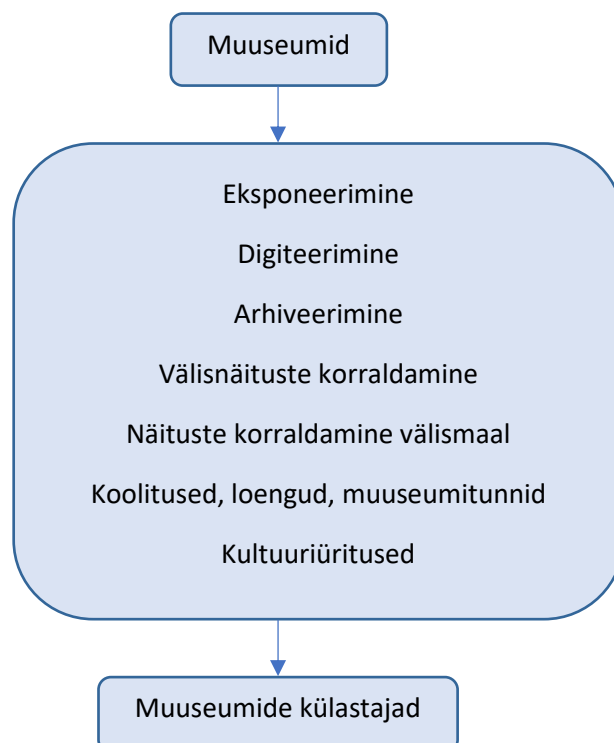 Muuseumid
Eksponeerimine
Digiteerimine
Arhiveerimine
Välisnäituste korraldamine
Näituste korraldamine välismaal
Koolitused, loengud, muuseumitunnid
Kultuuriüritused
Muuseumide külastajad